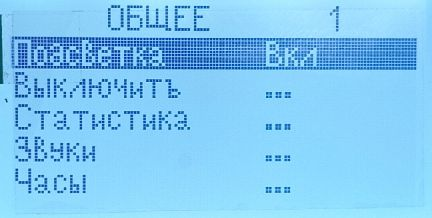 ОБЩЕЕ 1
Подсветка Вкл
Выключить ...
Статистика ...
Звуки ...
Часы ...